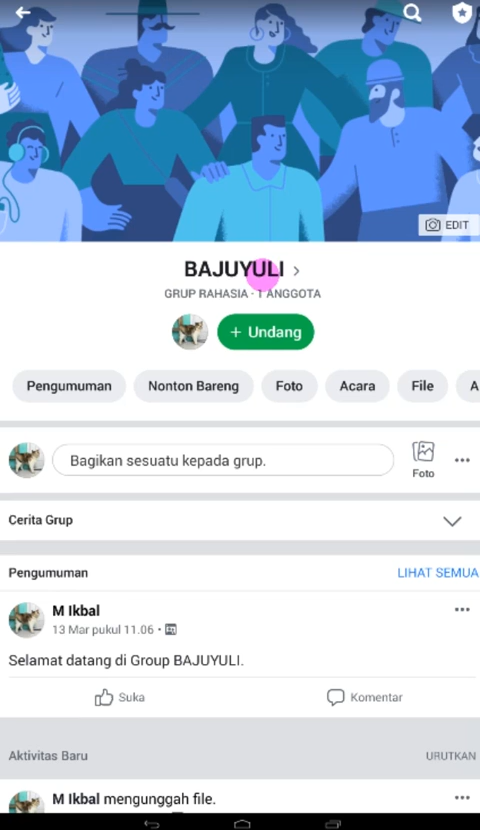 EDIT
BAJUYULI
GRUP RAHASIA · 1 ANGGOTA
+ Undang
Pengumuman
Nonton Bareng
Foto
Acara
File
A
Bagikan sesuatu kepada grup.
Foto
Cerita Grup
Pengumuman
LIHAT SEMUA
M Ikbal
13 Mar pukul 11.06 ·
Selamat datang di Group BAJUYULI.
Suka
Komentar
Aktivitas Baru
URUTKAN
M Ikbal mengunggah file.